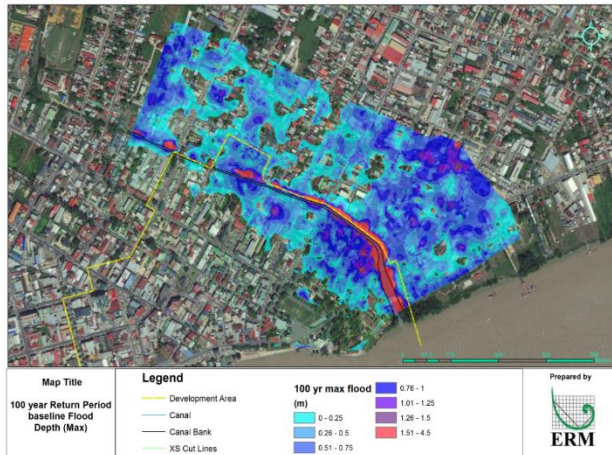 Map Title
100 year Return Period
baseline Flood
Depth (Max)
Legend
Development Area
Canal
Canal Bank
XS Cut Lines
100 yr max flood
(m)
0 - 0.25
0.26 - 0.5
0.51 - 0.75
0.76 - 1
1.01 - 1.25
1.26 - 1.5
1.51 - 4.5
Prepared by
ERM